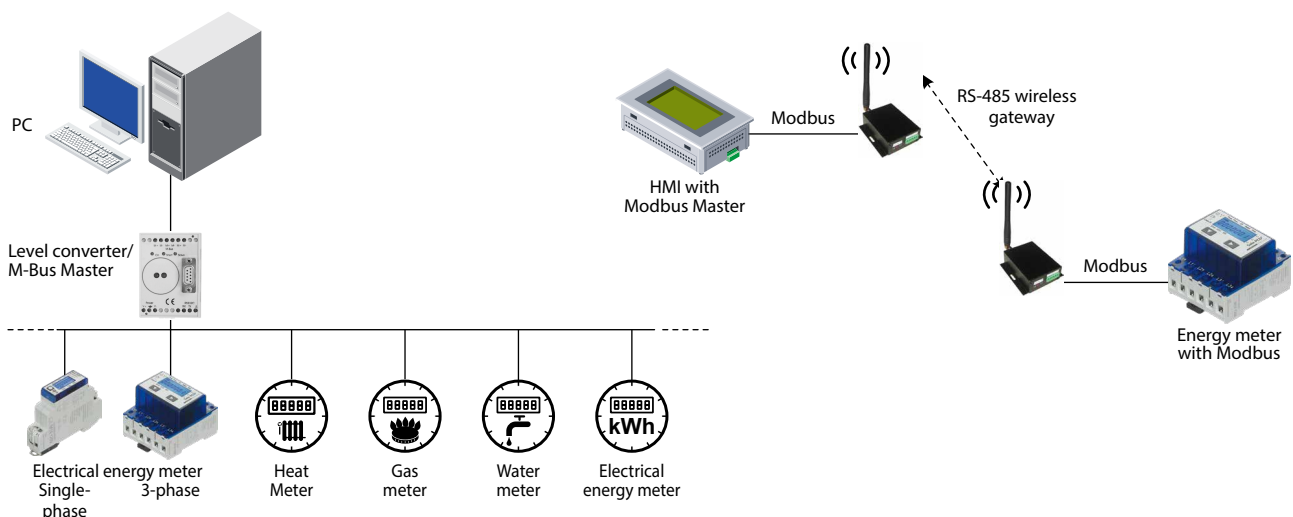 PC
Level converter/
M-Bus Master
Electrical energy meter
Single-
phase
3-phase
Heat
Meter
Gas
meter
Water
meter
kWh
Electrical
energy meter
HMI with
Modbus Master
Modbus
RS-485 wireless
gateway
Modbus
Energy meter
with Modbus